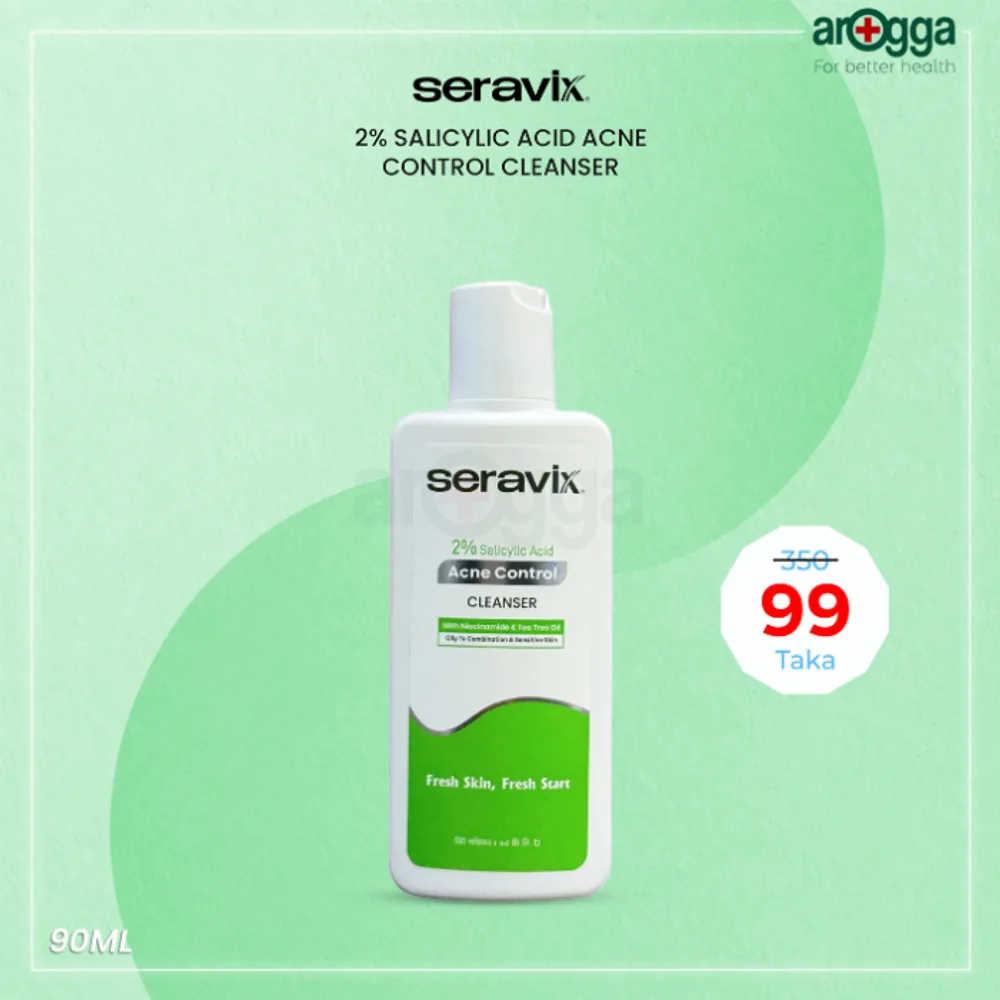 arogga
For better health
seravix
2% SALICYLIC ACID ACNE
CONTROL CLEANSER
seravix
arogga
2% Salicylic Acid
Acne Control
CLEANSER
With Niacinamide & Tea Tree Oil
Oily To Combination & Sensitive Skin
350
99
Taka
Fresh Skin, Fresh Start
90ML